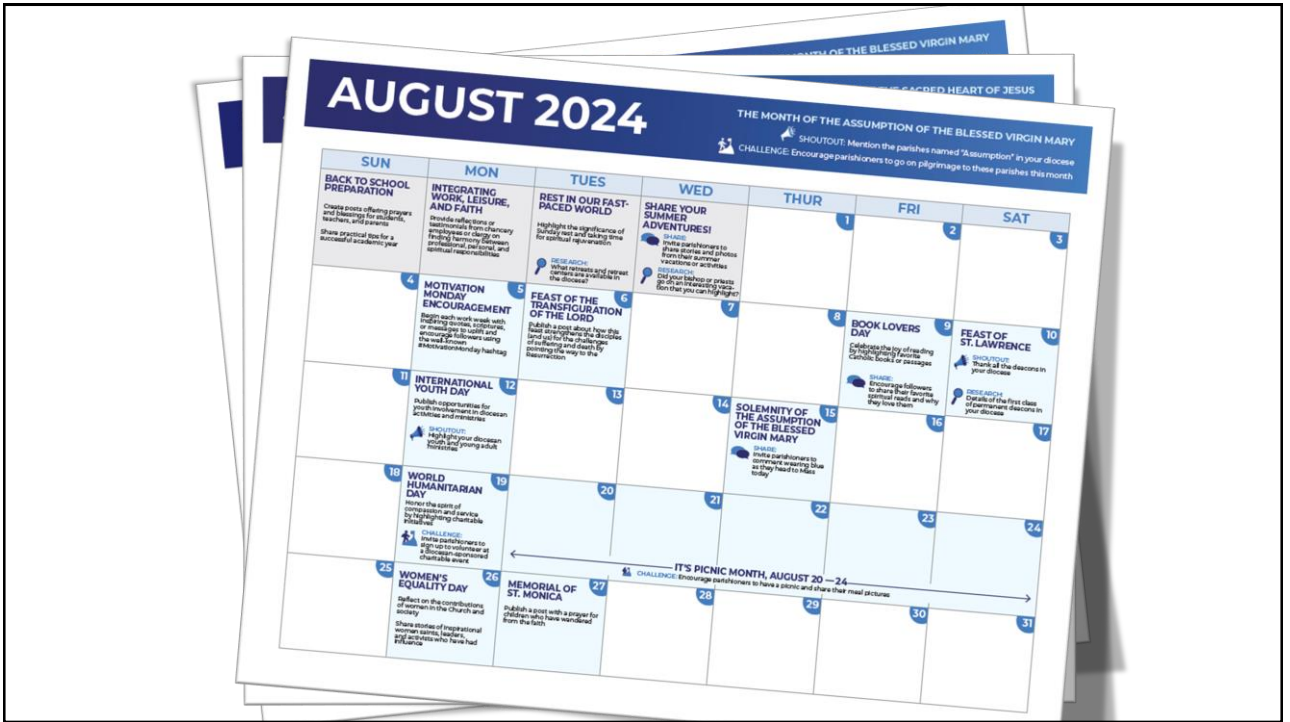 MONTH OF THE BLESSED VIRGIN MARY
SACRED HEART OF JESUS
AUGUST 2024
THE MONTH OF THE ASSUMPTION OF THE BLESSED VIRGIN MARY
SHOUTOUT: Mention the parishes named "Assumption" in your diocese
CHALLENGE: Encourage parishioners to go on pilgrimage to these parishes this month
SUN
MON
TUES
WED
THUR
FRI
SAT
BACK TO SCHOOL
PREPARATION
Create posts offering prayers
and blessings for students,
teachers, and parents
Share practical tips for a
successful academic year
INTEGRATING
WORK, LEISURE,
AND FAITH
Provide reflections or
testimonials from chancery
employees or clergy on
finding harmony between
professional, personal, and
spiritual responsibilities
REST IN OUR FAST-
PACED WORLD
Highlight the significance of
Sunday rest and taking time
for spiritual rejuvenation
RESEARCH:
What retreats and retreat
centers are available in
the diocese?
SHARE YOUR
SUMMER
ADVENTURES!
SHARE:
Invite parishioners to
share stories and photos
from their summer
vacations or activities
RESEARCH:
Did your bishop or priests
go on an interesting vaca-
tion that you can highlight?
1
2
3
4
5
MOTIVATION
MONDAY
ENCOURAGEMENT
Begin each work week with
inspiring quotes, scriptures,
or messages to uplift and
encourage followers using
the well-known
#MotivationMonday hashtag
6
FEAST OF THE
TRANSFIGURATION
OF THE LORD
Publish a post about how this
feast strengthens the disciples
(and us) for the challenges
of suffering and death by
pointing the way to the
Resurrection
7
8
9
BOOK LOVERS
DAY
Celebrate the joy of reading
by highlighting favorite
Catholic books or passages
SHARE:
Encourage followers
to share their favorite
spiritual reads and why
they love them
10
FEAST OF
ST. LAWRENCE
SHOUTOUT:
Thank all the deacons in
your diocese
RESEARCH
Details of the first class
of permanent deacons in
your diocese
11
12
INTERNATIONAL
YOUTH DAY
Publish opportunities for
youth involvement in diocesan
activities and ministries
SHOUTOUT:
Highlight your diocesan
youth and young adult
ministries
13
14
15
SOLEMNITY OF
THE ASSUMPTION
OF THE BLESSED
VIRGIN MARY
SHARE:
Invite parishioners to
comment wearing blue
as they head to Mass
today
16
17
18
19
WORLD
HUMANITARIAN
DAY
Honor the spirit of
compassion and service
by highlighting charitable
initiatives
CHALLENGE:
Invite parishioners to
sign up to volunteer at
a diocesan-sponsored
charitable event
20
21
22
23
24
IT'S PICNIC MONTH, AUGUST 20 — 24
CHALLENGE: Encourage parishioners to have a picnic and share their meal pictures
25
26
WOMEN'S
EQUALITY DAY
Reflect on the contributions
of women in the Church and
society
Share stories of inspirational
women saints, leaders,
and activists who have had
influence
27
MEMORIAL OF
ST. MONICA
Publish a post with a prayer for
children who have wandered
from the faith
28
29
30
31